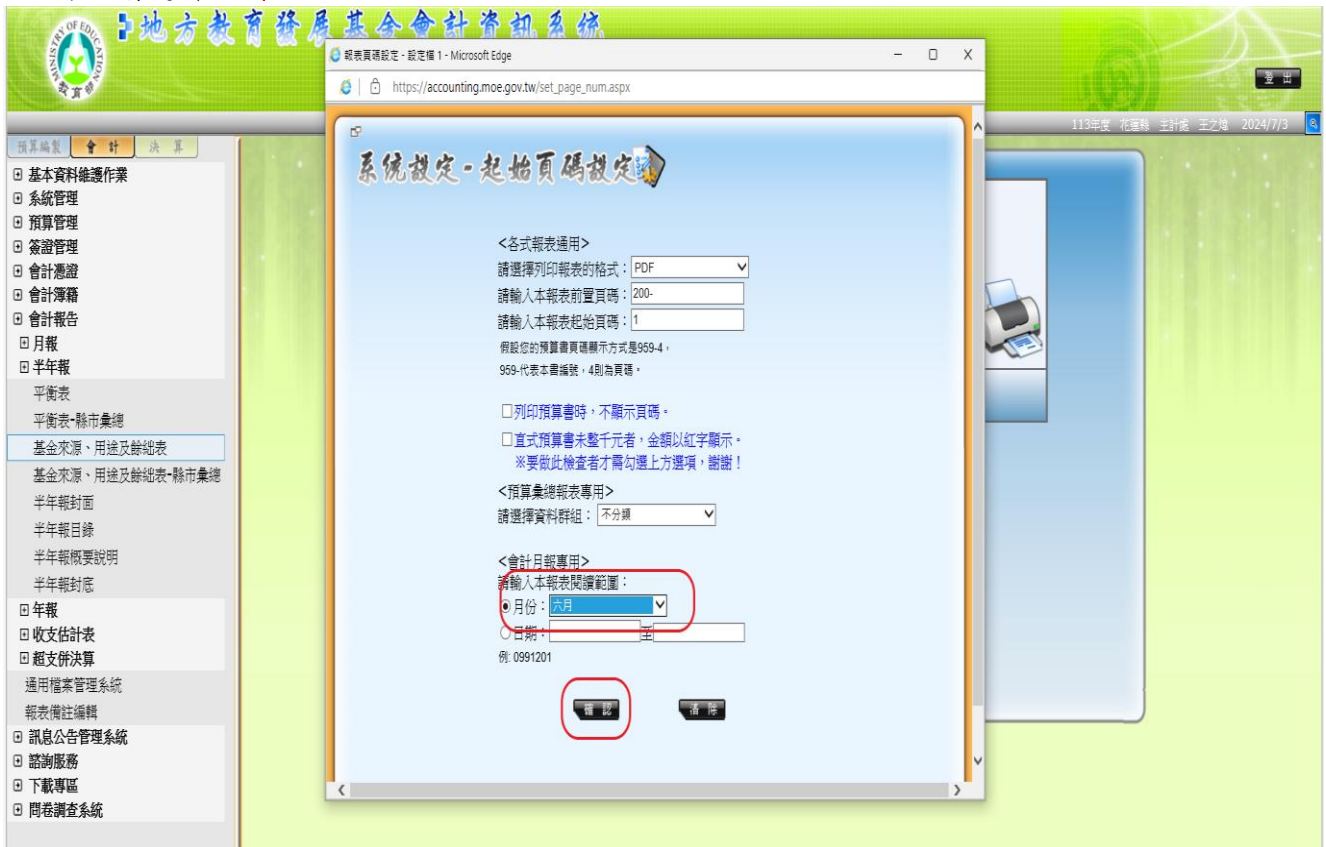 地方教育發展基金會計資訊系統
MINISTRY OF EDUCATION
教育部
登出
113年度 花蓮縣 主計處 王之煒 2024/7/3
預算編製 會計 決算
基本資料維護作業
系統管理
預算管理
簽證管理
會計憑證
會計簿籍
會計報告
月報
半年報
平衡表
平衡表-縣市彙總
基金來源、用途及餘絀表
基金來源、用途及餘絀表-縣市彙總
半年報封面
半年報目錄
半年報概要說明
半年報封底
年報
收支估計表
超支併決算
通用檔案管理系統
報表備註編輯
訊息公告管理系統
諮詢服務
下載專區
問卷調查系統
報表頁碼設定 - 設定檔 1 - Microsoft Edge
https://accounting.moe.gov.tw/set_page_num.aspx
系統設定-起始頁碼設定
<各式報表通用>
請選擇列印報表的格式：PDF
請輸入本報表前置頁碼：200-
請輸入本報表起始頁碼：1
假設您的預算書頁碼顯示方式是959-4，
959-代表本書編號，4則為頁碼。
列印預算書時，不顯示頁碼。
直式預算書未整千元者，金額以紅字顯示。
※要做此檢查者才需勾選上方選項，謝謝！
<預算彙總報表專用>
請選擇資料群組：不分類
<會計月報專用>
請輸入本報表閱讀範圍：
月份：六月
日期： 至
例: 0991201
確認 清除